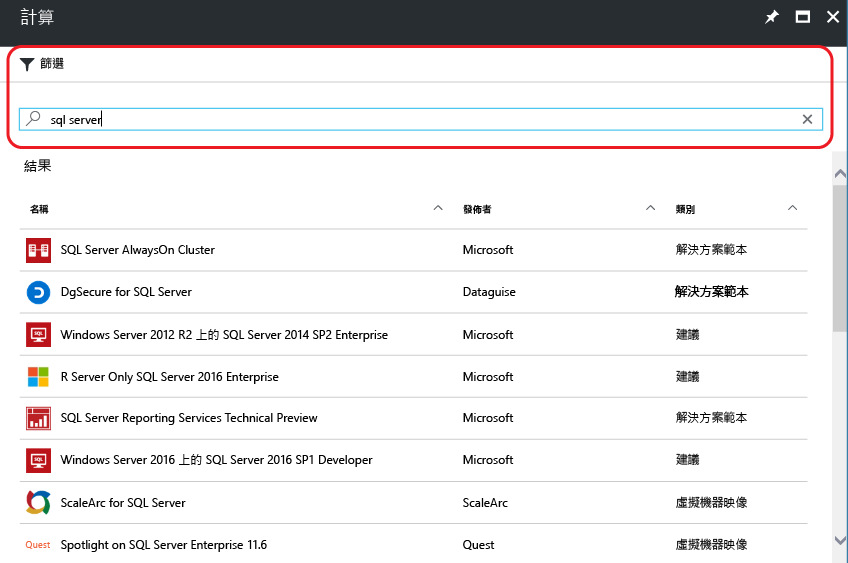 計算
篩選
sql server
結果
名稱 發佈者 類別
SQL Server AlwaysOn Cluster Microsoft 解決方案範本
DgSecure for SQL Server Dataguise 解決方案範本
Windows Server 2012 R2 上的 SQL Server 2014 SP2 Enterprise Microsoft 建議
R Server Only SQL Server 2016 Enterprise Microsoft 建議
SQL Server Reporting Services Technical Preview Microsoft 解決方案範本
Windows Server 2016 上的 SQL Server 2016 SP1 Developer Microsoft 建議
ScaleArc for SQL Server ScaleArc 虛擬機器映像
Quest Spotlight on SQL Server Enterprise 11.6 Quest 虛擬機器映像